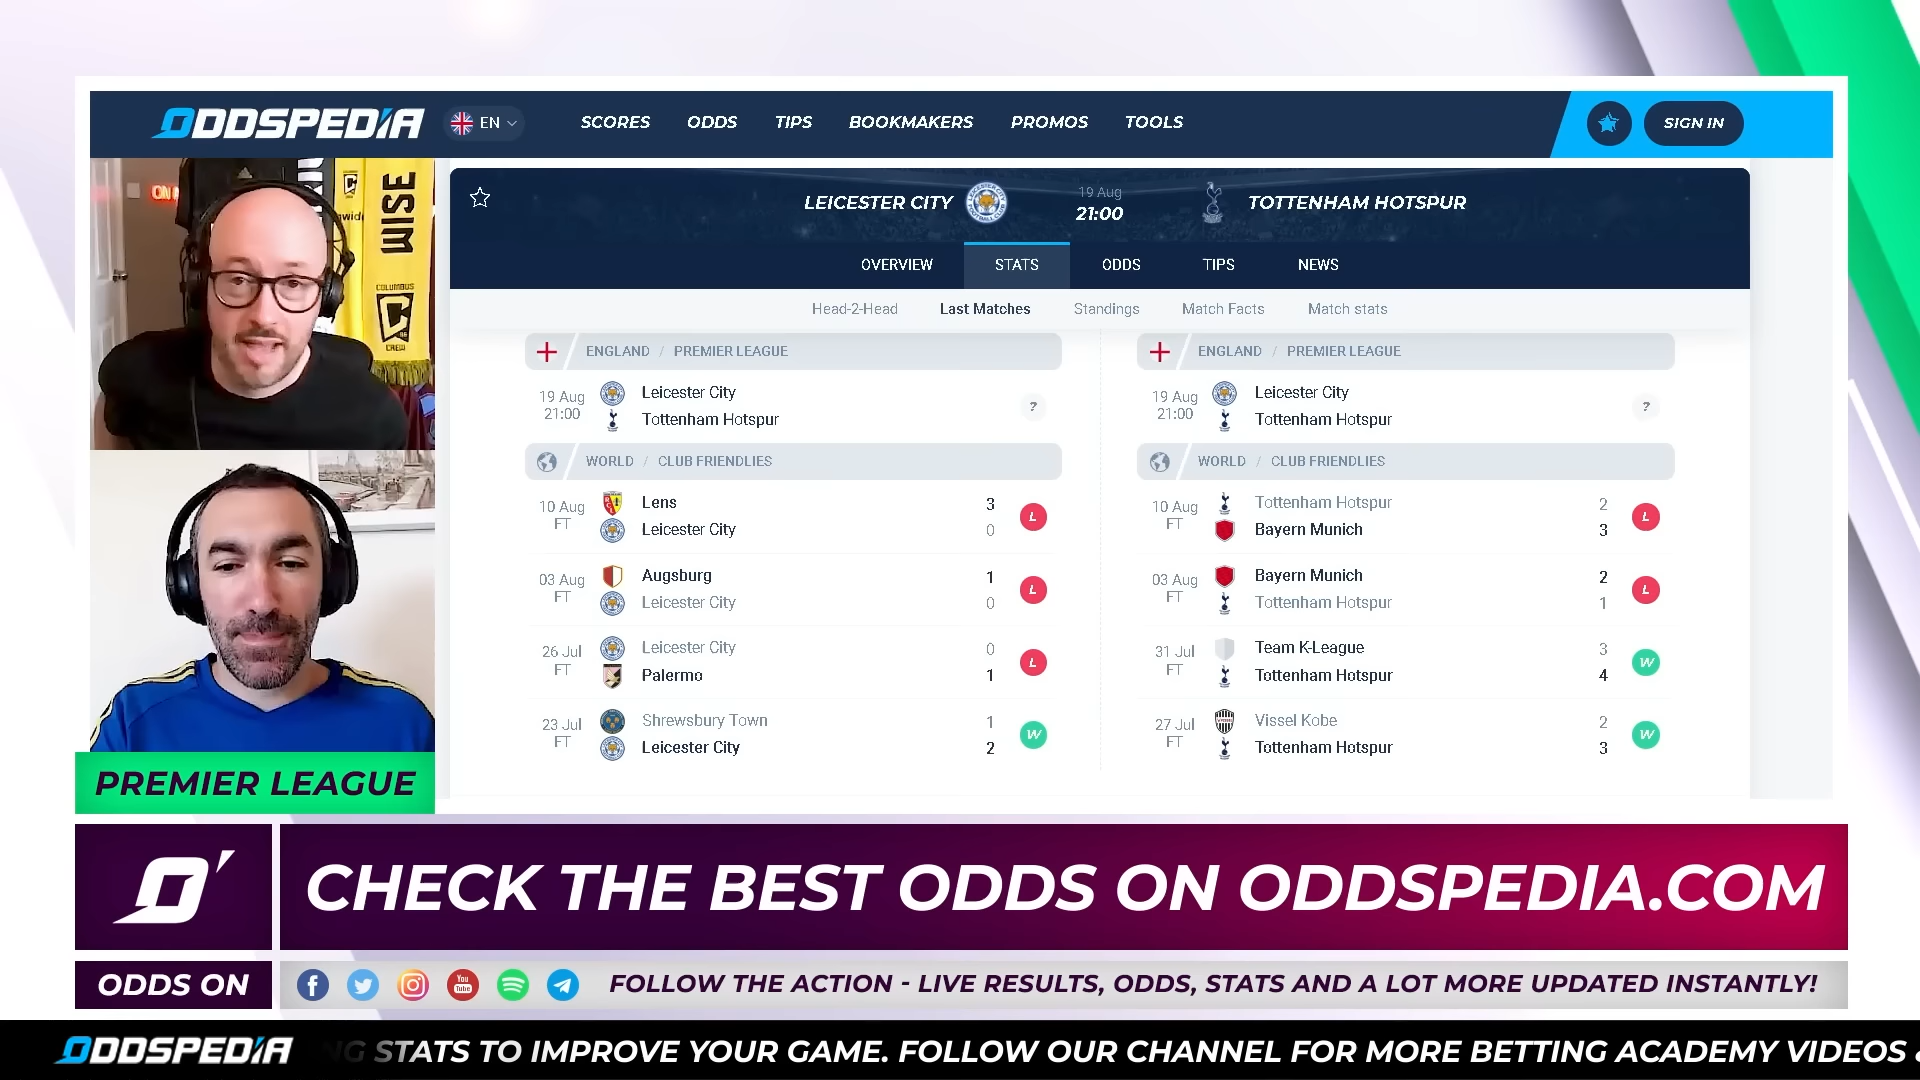 ODDSPEDIA
EN
SCORES
ODDS
TIPS
BOOKMAKERS
PROMOS
TOOLS
SIGN IN
LEICESTER CITY
19 Aug
21:00
TOTTENHAM HOTSPUR
OVERVIEW
STATS
ODDS
TIPS
NEWS
Head-2-Head
Last Matches
Standings
Match Facts
Match stats
WISE
COLUMBUS
CREW
ENGLAND / PREMIER LEAGUE
19 Aug
21:00
Leicester City
Tottenham Hotspur
?
WORLD / CLUB FRIENDLIES
10 Aug
FT
Lens 3
Leicester City 0
L
03 Aug
FT
Augsburg 1
Leicester City 0
L
26 Jul
FT
Leicester City 0
Palermo 1
L
23 Jul
FT
Shrewsbury Town 1
Leicester City 2
W
ENGLAND / PREMIER LEAGUE
19 Aug
21:00
Leicester City
Tottenham Hotspur
?
WORLD / CLUB FRIENDLIES
10 Aug
FT
Tottenham Hotspur 2
Bayern Munich 3
L
03 Aug
FT
Bayern Munich 2
Tottenham Hotspur 1
L
31 Jul
FT
Team K-League 3
Tottenham Hotspur 4
W
27 Jul
FT
Vissel Kobe 2
Tottenham Hotspur 3
W
PREMIER LEAGUE
CHECK THE BEST ODDS ON ODDSPEDIA.COM
ODDS ON
You Tube
FOLLOW THE ACTION - LIVE RESULTS, ODDS, STATS AND A LOT MORE UPDATED INSTANTLY!
ODDSPEDIA
STATS TO IMPROVE YOUR GAME. FOLLOW OUR CHANNEL FOR MORE BETTING ACADEMY VIDEOS